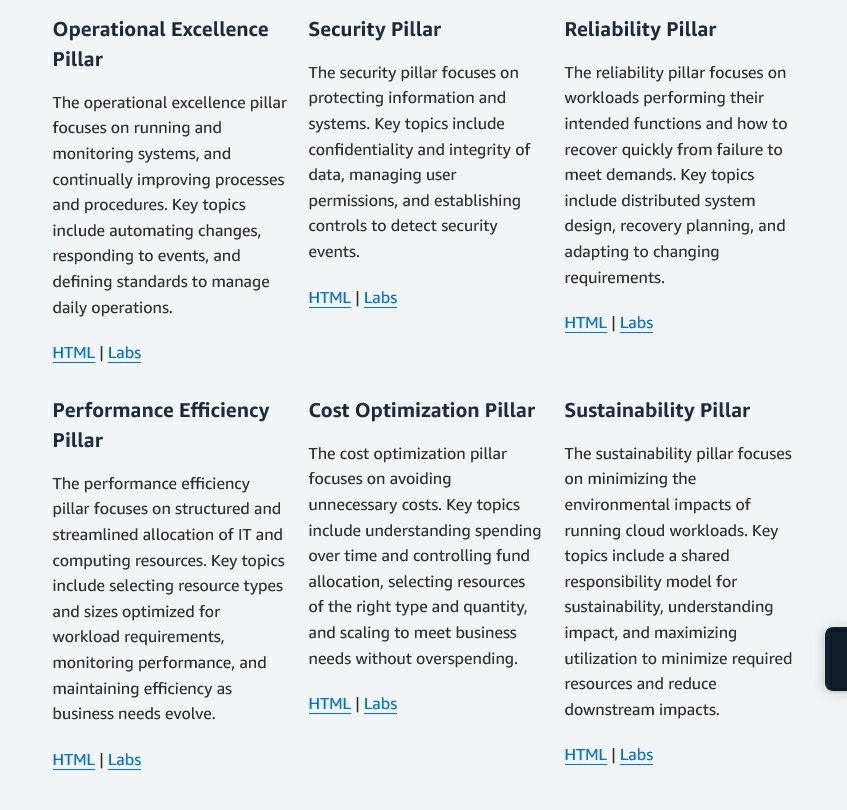 Operational Excellence
Pillar
The operational excellence pillar
focuses on running and
monitoring systems, and
continually improving processes
and procedures. Key topics
include automating changes,
responding to events, and
defining standards to manage
daily operations.
HTML | Labs
Security Pillar
The security pillar focuses on
protecting information and
systems. Key topics include
confidentiality and integrity of
data, managing user
permissions, and establishing
controls to detect security
events.
HTML | Labs
Reliability Pillar
The reliability pillar focuses on
workloads performing their
intended functions and how to
recover quickly from failure to
meet demands. Key topics
include distributed system
design, recovery planning, and
adapting to changing
requirements.
HTML | Labs
Performance Efficiency
Pillar
The performance efficiency
pillar focuses on structured and
streamlined allocation of IT and
computing resources. Key topics
include selecting resource types
and sizes optimized for
workload requirements,
monitoring performance, and
maintaining efficiency as
business needs evolve.
HTML | Labs
Cost Optimization Pillar
The cost optimization pillar
focuses on avoiding
unnecessary costs. Key topics
include understanding spending
over time and controlling fund
allocation, selecting resources
of the right type and quantity,
and scaling to meet business
needs without overspending.
HTML | Labs
Sustainability Pillar
The sustainability pillar focuses
on minimizing the
environmental impacts of
running cloud workloads. Key
topics include a shared
responsibility model for
sustainability, understanding
impact, and maximizing
utilization to minimize required
resources and reduce
downstream impacts.
HTML | Labs